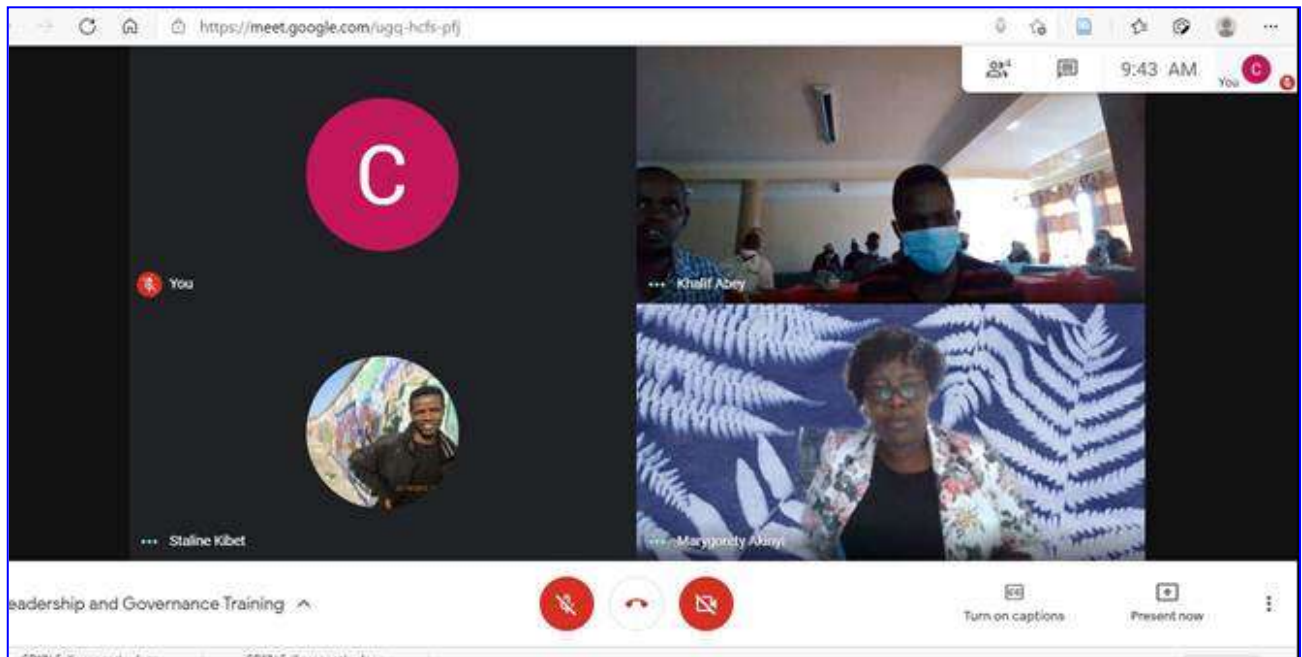 https://meet.google.com/ugq-hcfs-pfj
4
9:43 AM
You
C
C
You
Khalif Abey
Staline Kibet
Marygorety Akinyi
eadership and Governance Training
Turn on captions
Present now